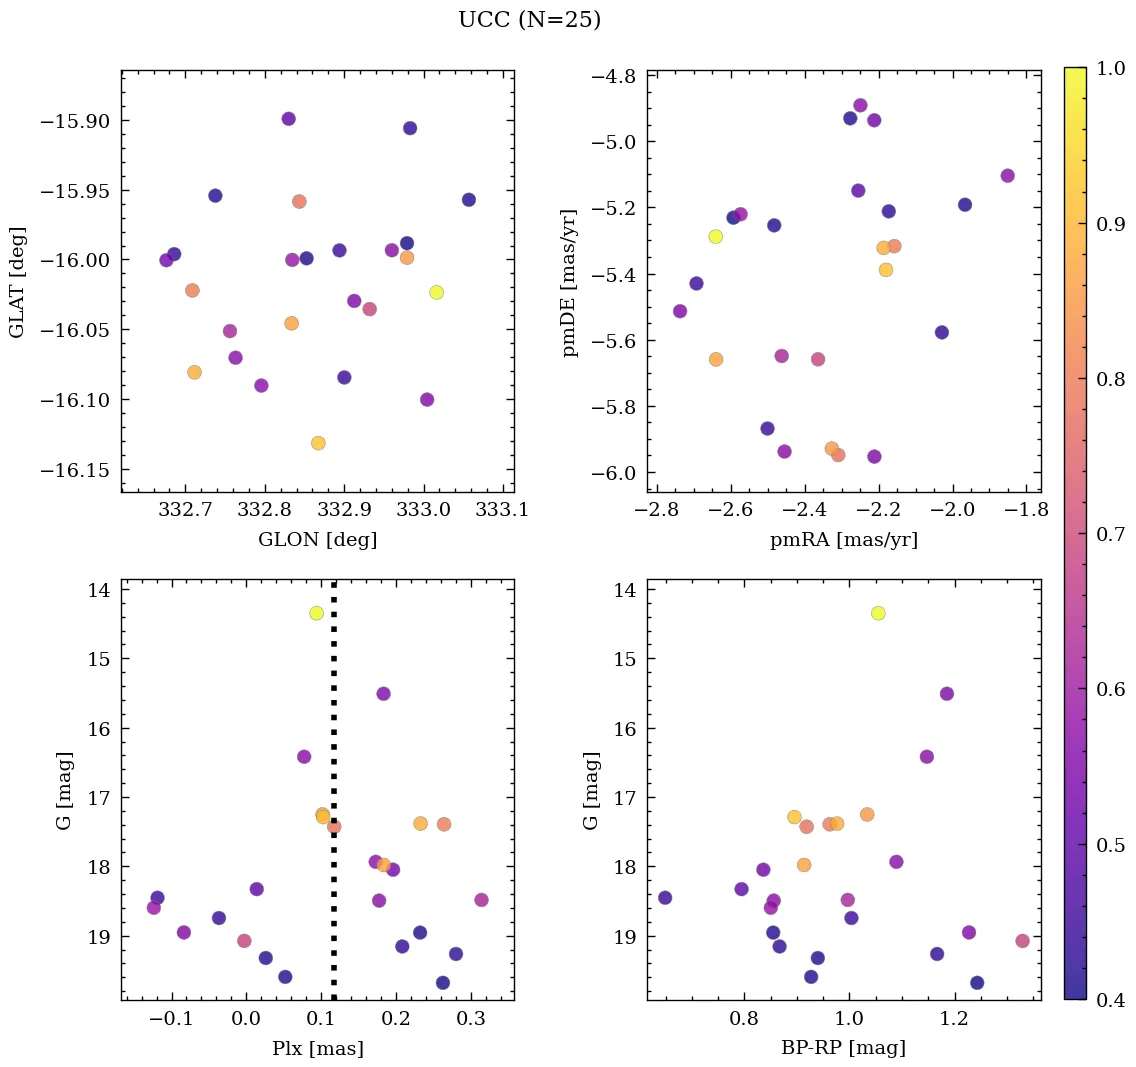 UCC (N=25)
−15.90
−15.95
−16.00
−16.05
−16.10
−16.15
GLAT [deg]
332.7 332.8 332.9 333.0 333.1
GLON [deg]
−4.8
−5.0
−5.2
−5.4
−5.6
−5.8
−6.0
pmDE [mas/yr]
−2.8 −2.6 −2.4 −2.2 −2.0 −1.8
pmRA [mas/yr]
14
15
16
17
18
19
G [mag]
−0.1 0.0 0.1 0.2 0.3
Plx [mas]
14
15
16
17
18
19
G [mag]
0.8 1.0 1.2
BP-RP [mag]
1.0
0.9
0.8
0.7
0.6
0.5
0.4